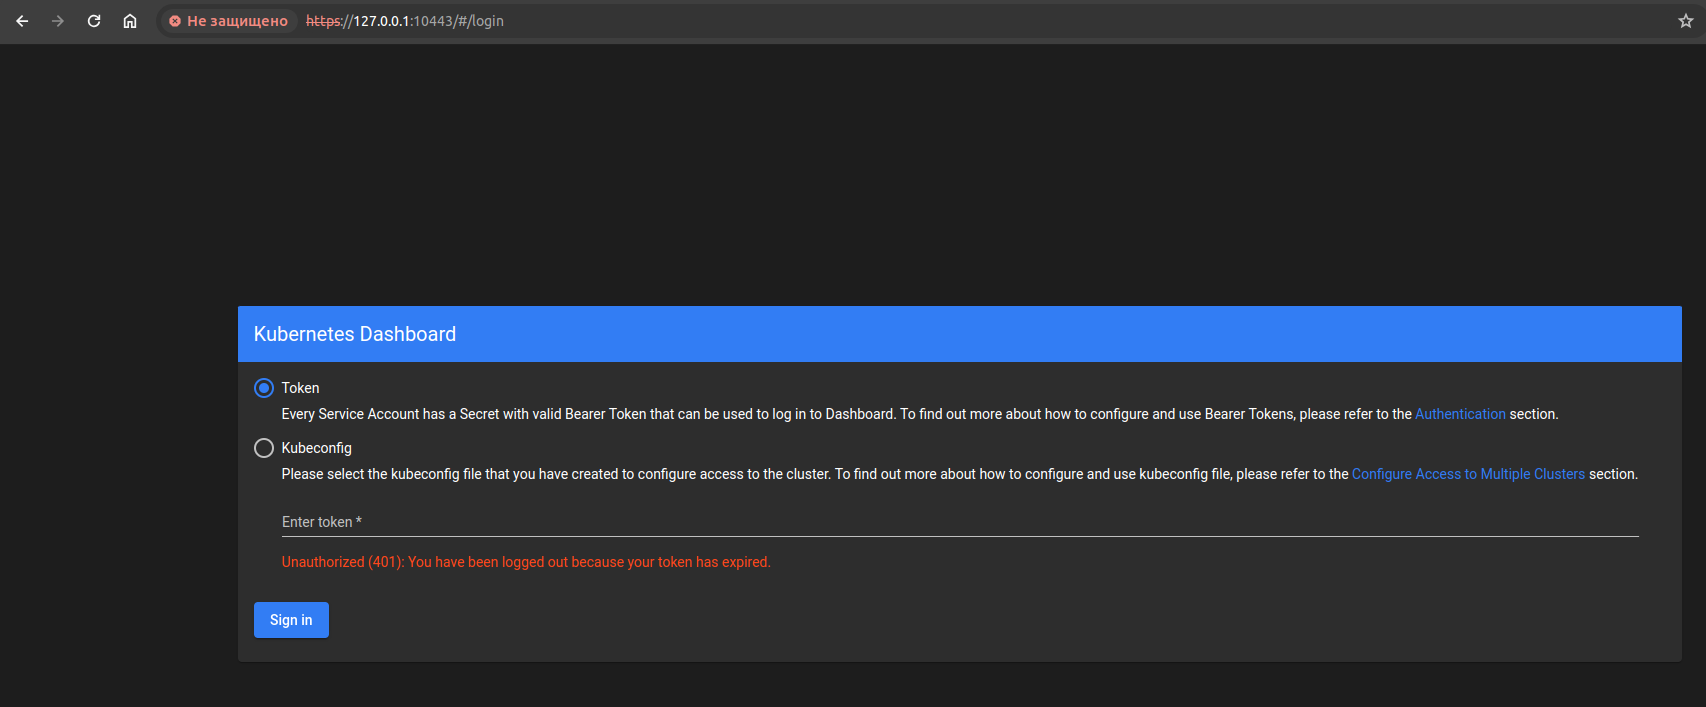 Не защищено https://127.0.0.1:10443/#/login
Kubernetes Dashboard
Token
Every Service Account has a Secret with valid Bearer Token that can be used to log in to Dashboard. To find out more about how to configure and use Bearer Tokens, please refer to the Authentication section.
Kubeconfig
Please select the kubeconfig file that you have created to configure access to the cluster. To find out more about how to configure and use kubeconfig file, please refer to the Configure Access to Multiple Clusters section.
Enter token *
Unauthorized (401): You have been logged out because your token has expired.
Sign in